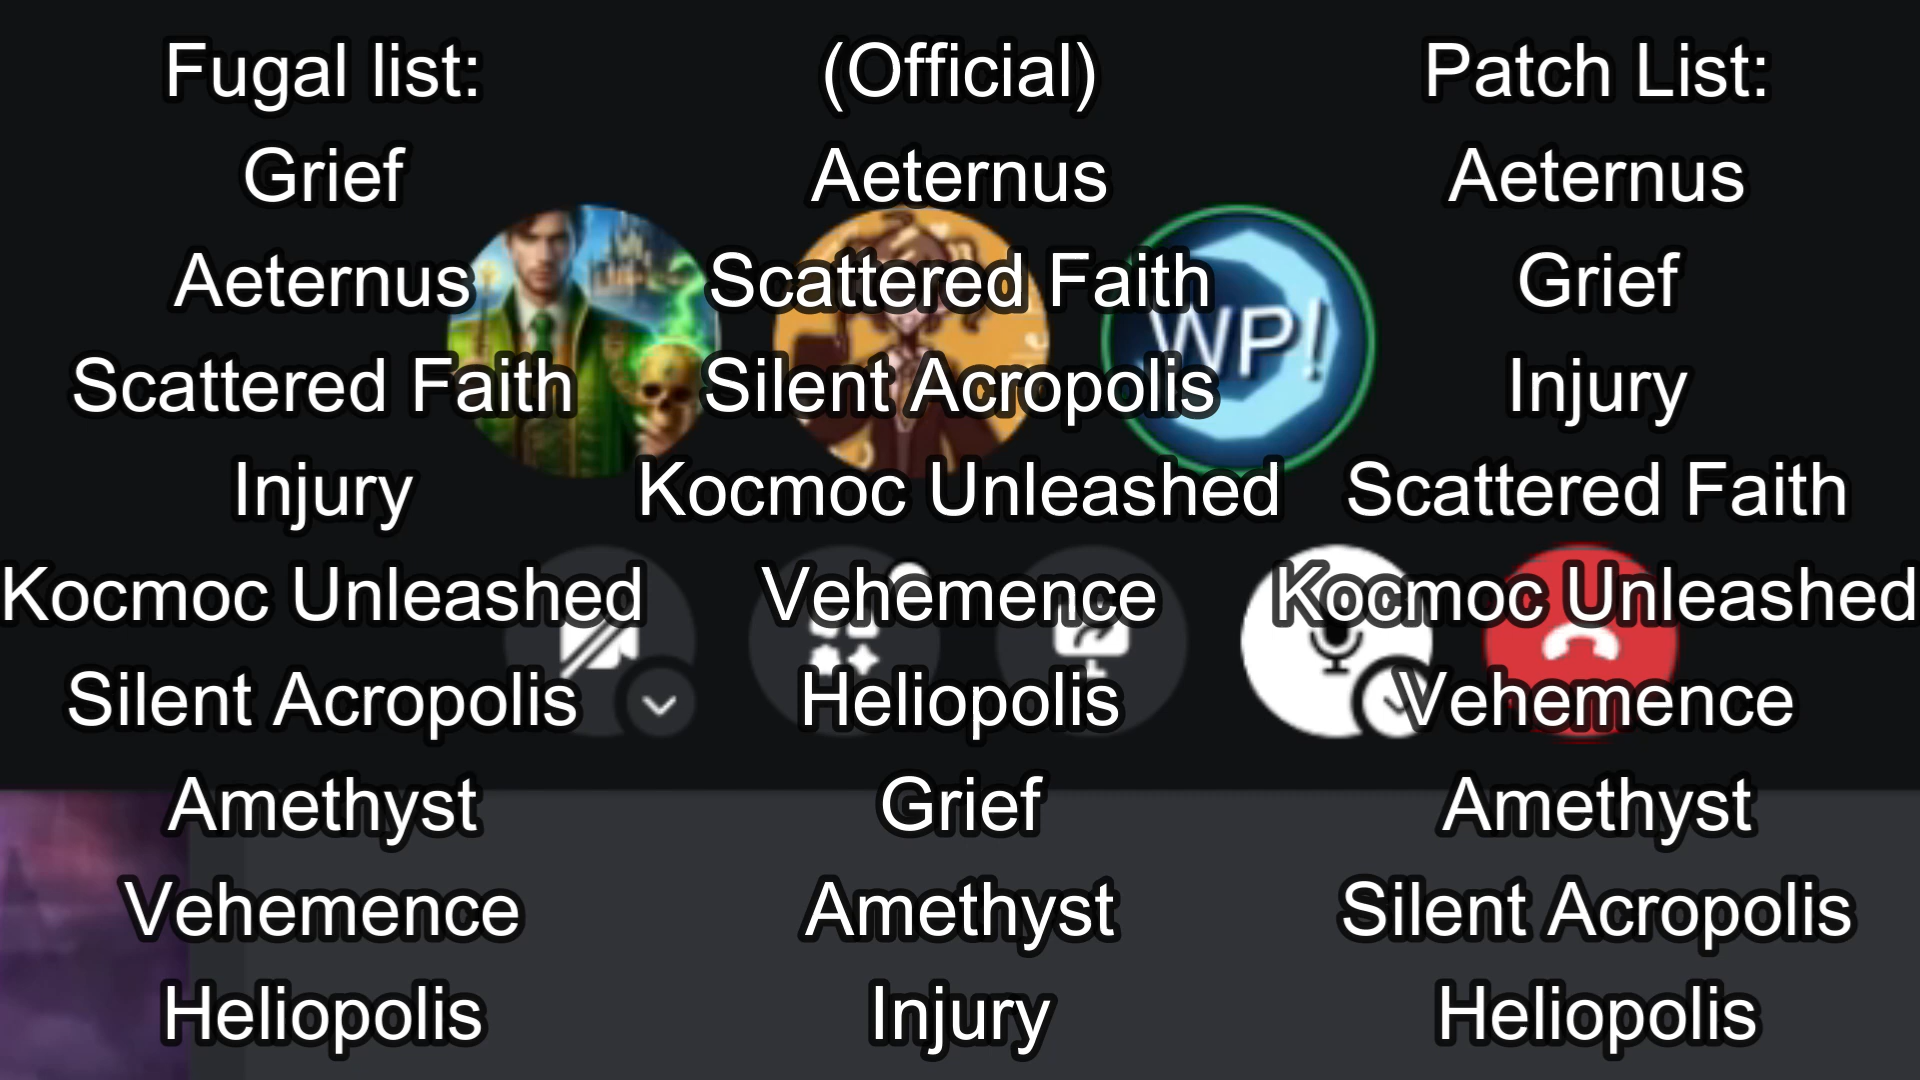 Fugal list:
Grief
Aeternus
Scattered Faith
Injury
Kocmoc Unleashed
Silent Acropolis
Amethyst
Vehemence
Heliopolis
(Official)
Aeternus
Scattered Faith
Silent Acropolis
Kocmoc Unleashed
Vehemence
Heliopolis
Grief
Amethyst
Injury
Patch List:
Aeternus
Grief
Injury
Scattered Faith
Kocmoc Unleashed
Vehemence
Amethyst
Silent Acropolis
Heliopolis
WP!